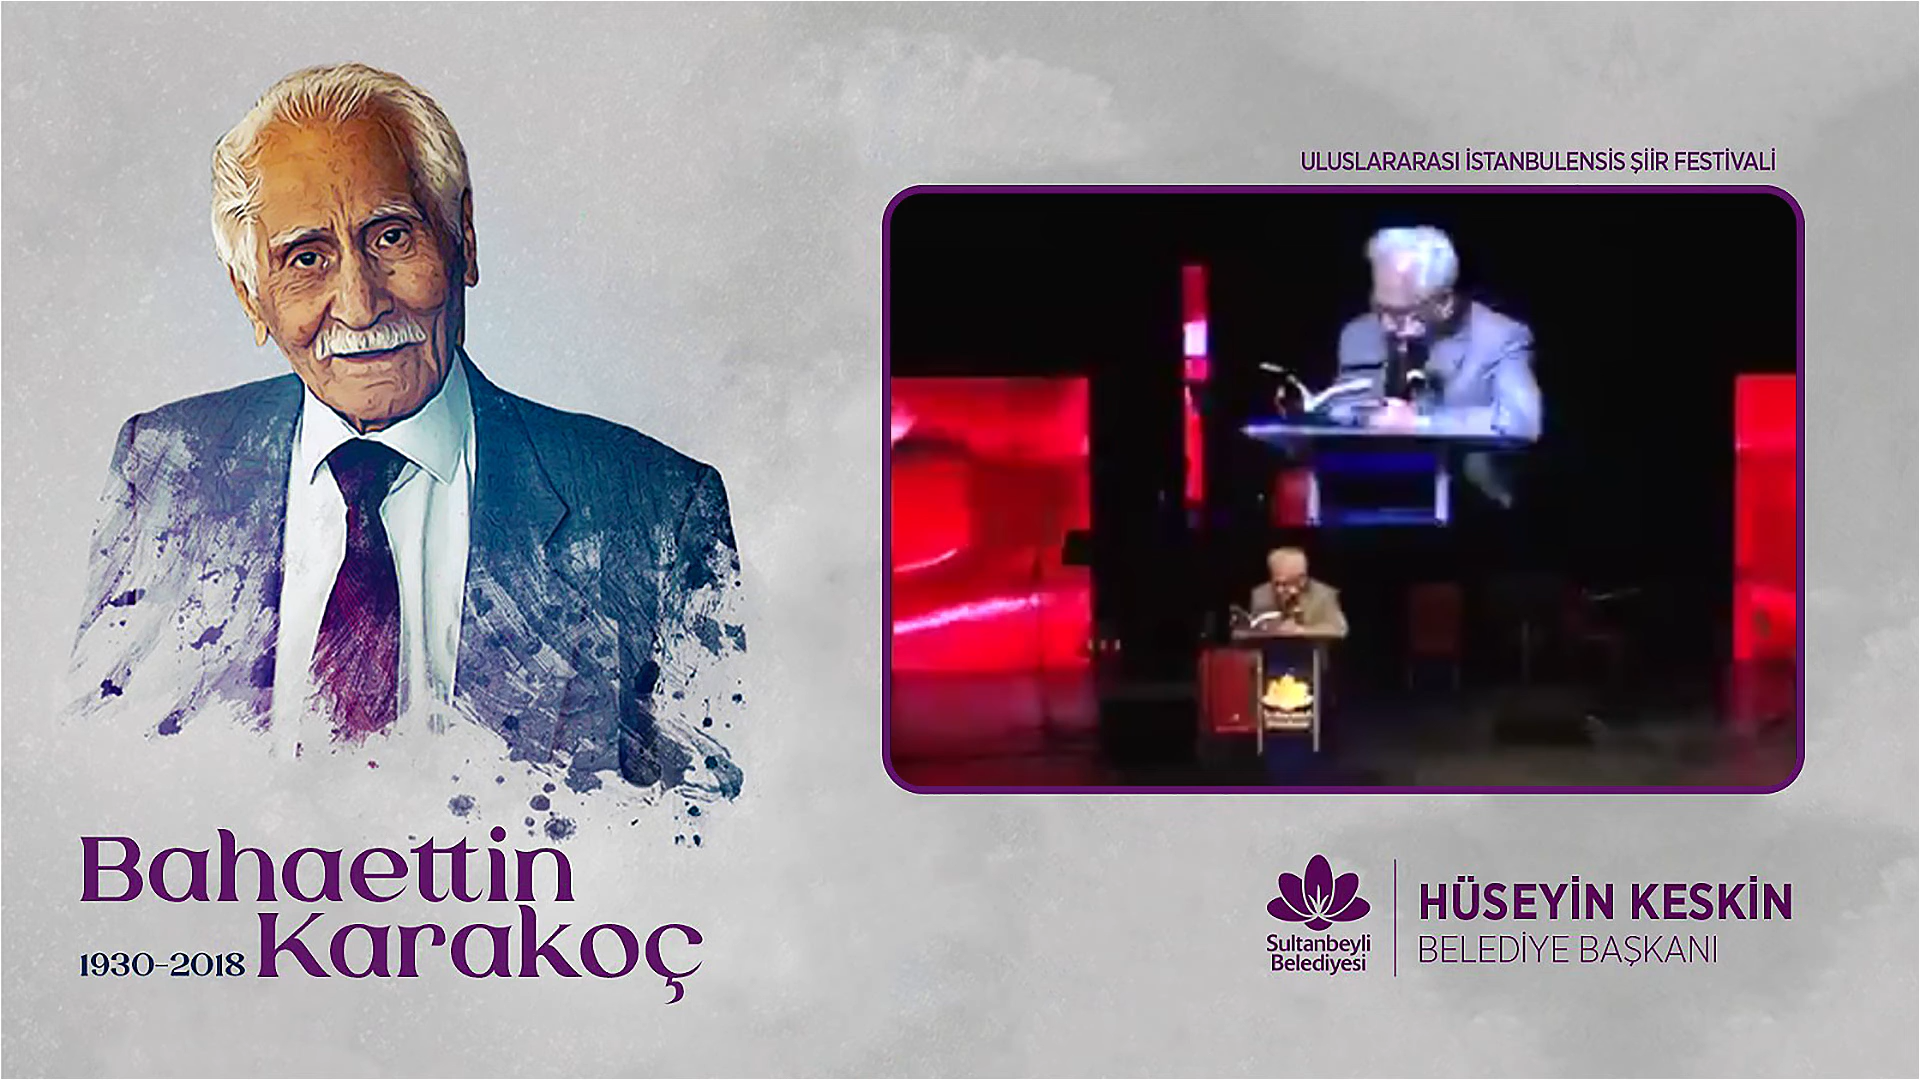 ULUSLARARASI İSTANBULENSİS ŞİİR FESTİVALİ
Bahaettin
1930-2018 Karakoç
Sultanbeyli
Belediyesi
HÜSEYİN KESKİN
BELEDİYE BAŞKANI